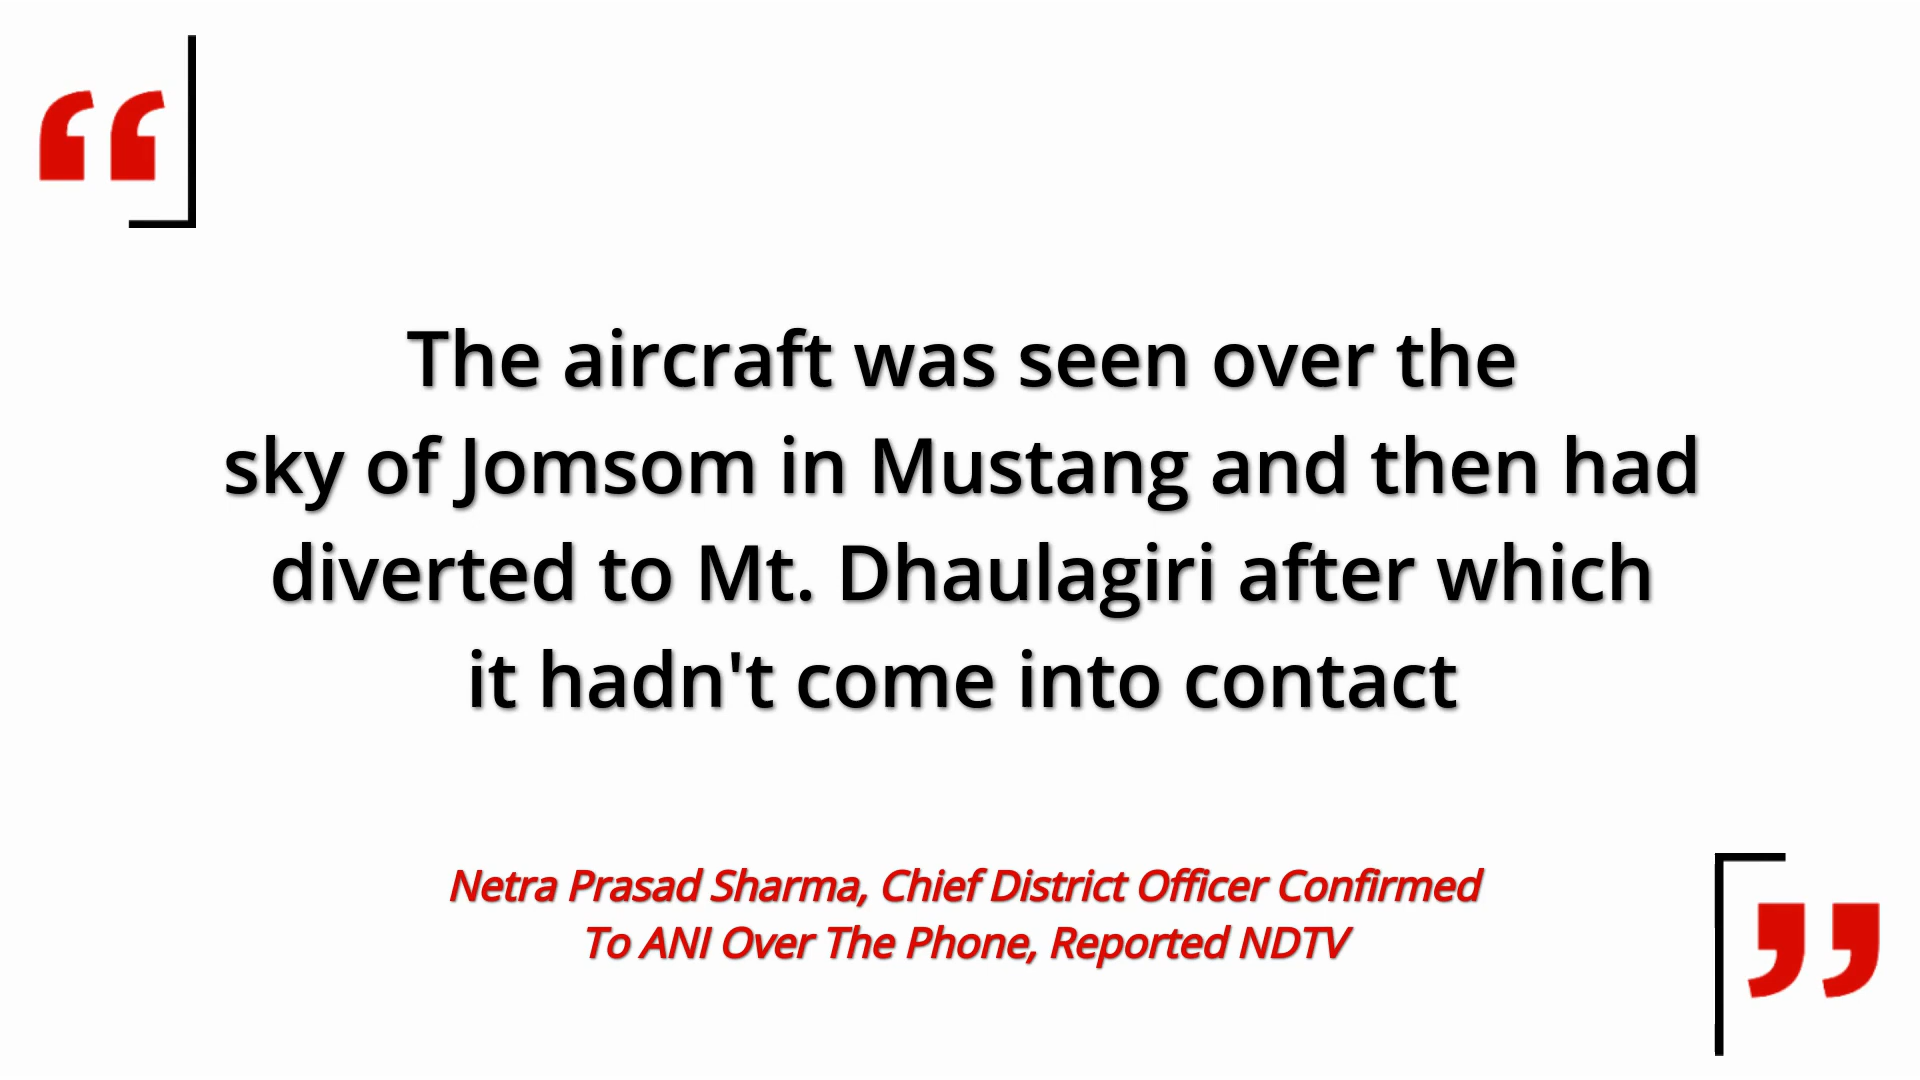 “
The aircraft was seen over the
sky of Jomsom in Mustang and then had
diverted to Mt. Dhaulagiri after which
it hadn't come into contact
Netra Prasad Sharma, Chief District Officer Confirmed
To ANI Over The Phone, Reported NDTV
”